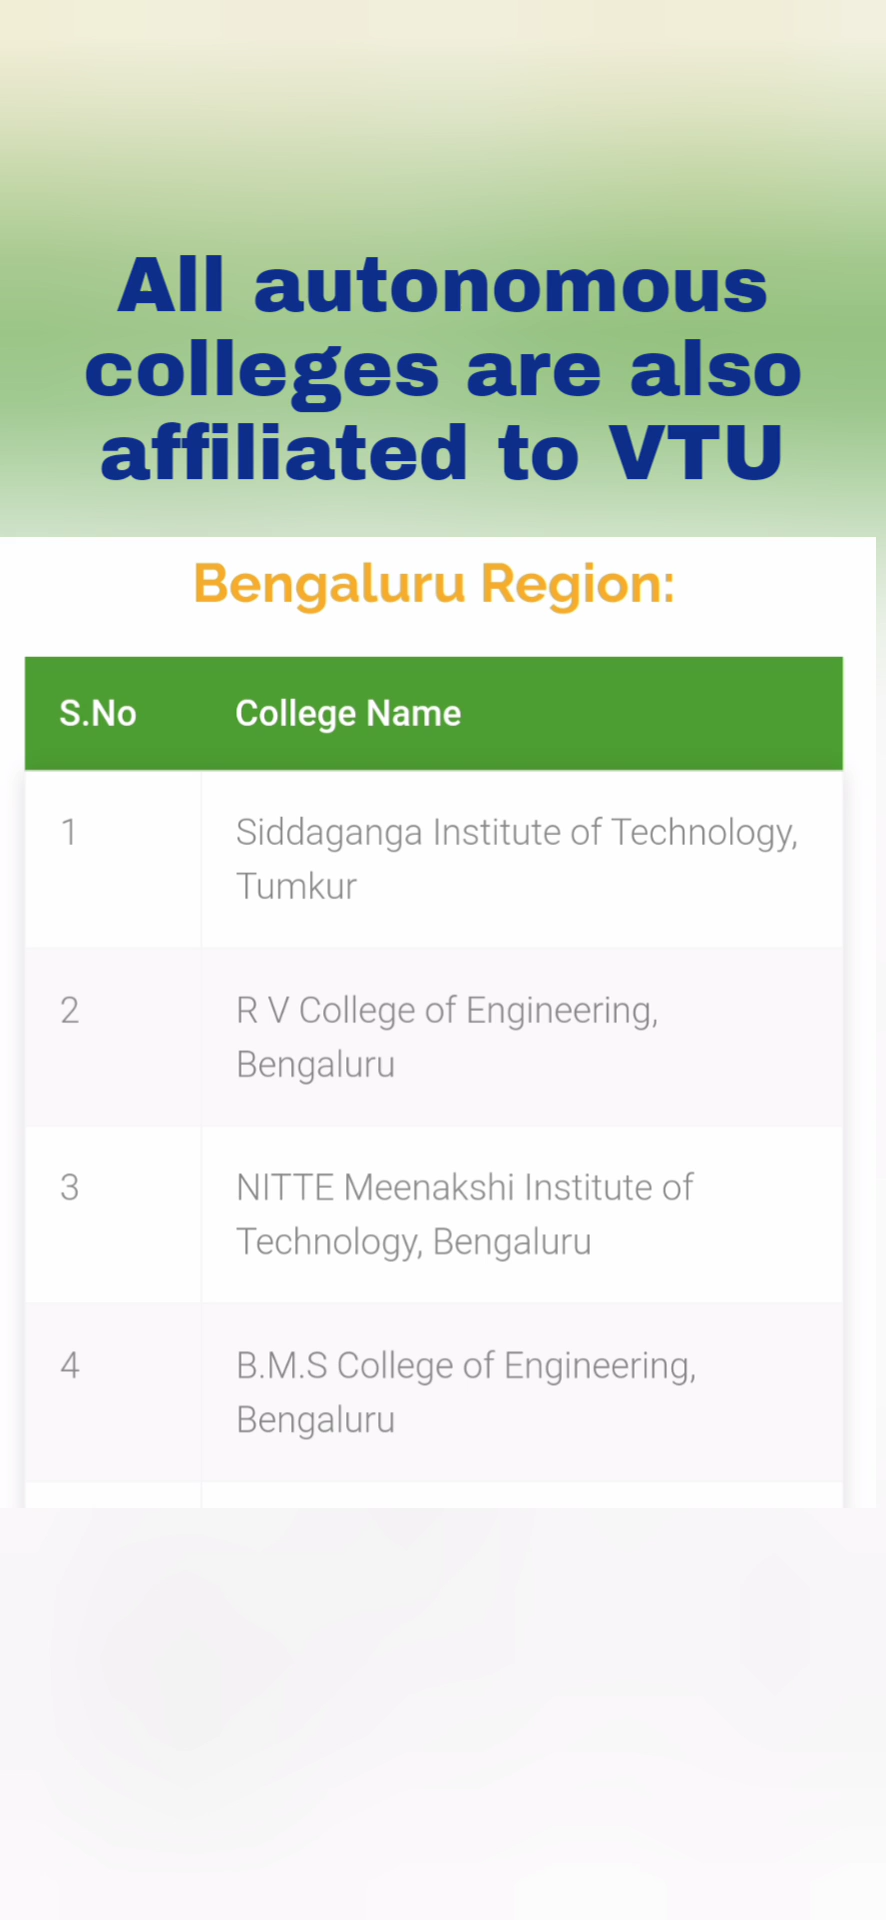 All autonomous
colleges are also
affiliated to VTU
Bengaluru Region:
S.No College Name
1 Siddaganga Institute of Technology,
Tumkur
2 R V College of Engineering,
Bengaluru
3 NITTE Meenakshi Institute of
Technology, Bengaluru
4 B.M.S College of Engineering,
Bengaluru